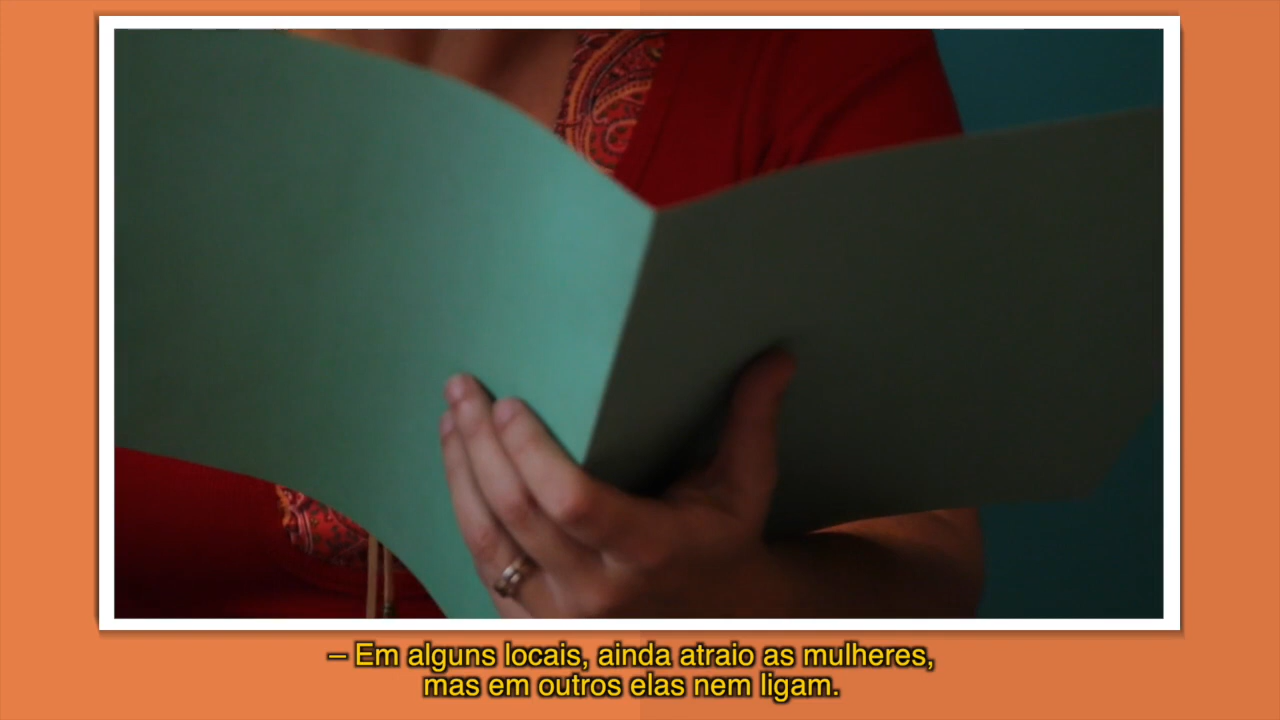 – Em alguns locais, ainda atraio as mulheres,
mas em outros elas nem ligam.